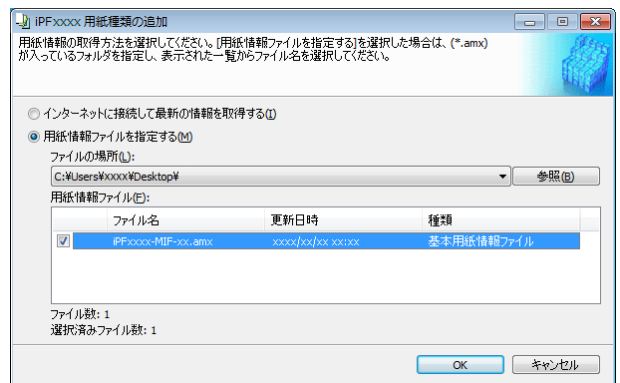 iPFxxxx 用紙種類の追加
用紙情報の取得方法を選択してください。[用紙情報ファイルを指定する]を選択した場合は、(*.amx)
が入っているフォルダを指定し、表示された一覧からファイル名を選択してください。
インターネットに接続して最新の情報を取得する(I)
用紙情報ファイルを指定する(M)
ファイルの場所(L):
C:¥Users¥xxxx¥Desktop¥
参照(B)
用紙情報ファイル(F):
ファイル名 更新日時 種類
iPFxxxx-MIF-xx.amx xxxx/xx/xx xx:xx 基本用紙情報ファイル
ファイル数: 1
選択済みファイル数: 1
OK キャンセル